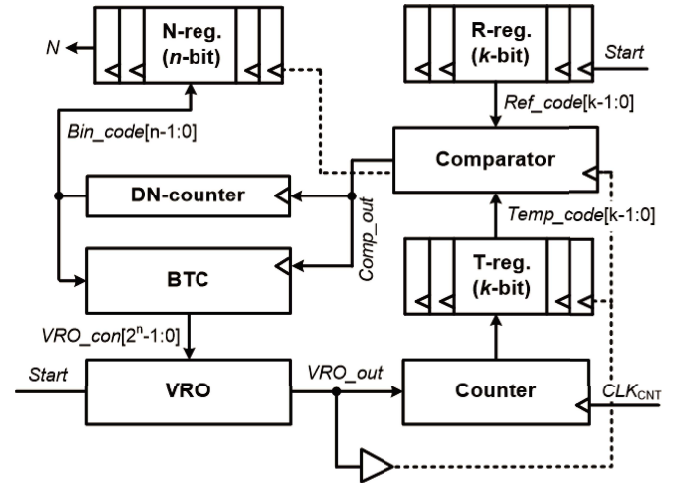 N
N-reg.
(n-bit)
R-reg.
(k-bit)
Start
Bin_code[n-1:0]
Ref_code[k-1:0]
Comparator
DN-counter
Comp_out
Temp_code[k-1:0]
BTC
T-reg.
(k-bit)
VRO_con[2ⁿ-1:0]
Start
VRO
VRO_out
Counter
CLK_CNT